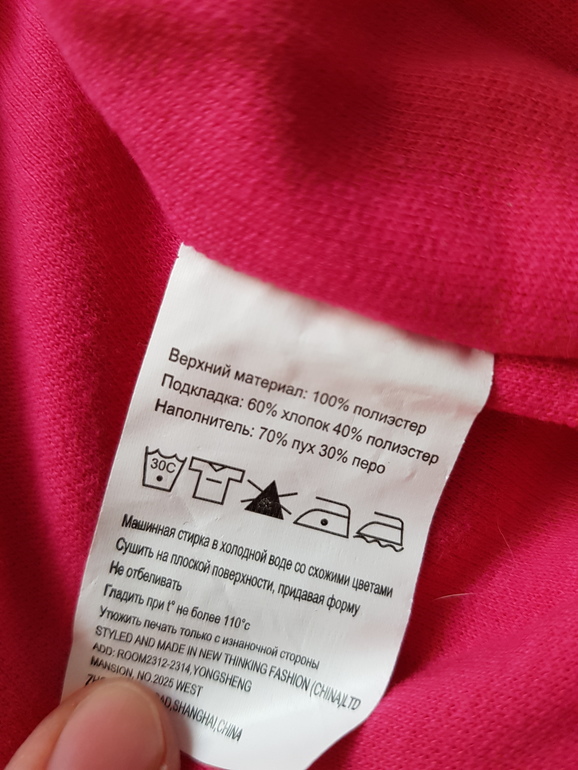 Верхний материал: 100% полиэстер
Подкладка: 60% хлопок 40% полиэстер
Наполнитель: 70% пух 30% перо
30C
Машинная стирка в холодной воде со схожими цветами
Сушить на плоской поверхности, придавая форму
Не отбеливать
Гладить при t° не более 110°c
Утюжить печать только с изнаночной стороны
STYLED AND MADE IN NEW THINKING FASHION (CHINA)LTD
ADD: ROOM2312-2314,YONGSHENG
MANSION, NO.2025 WEST
SHANGHAI,CHINA